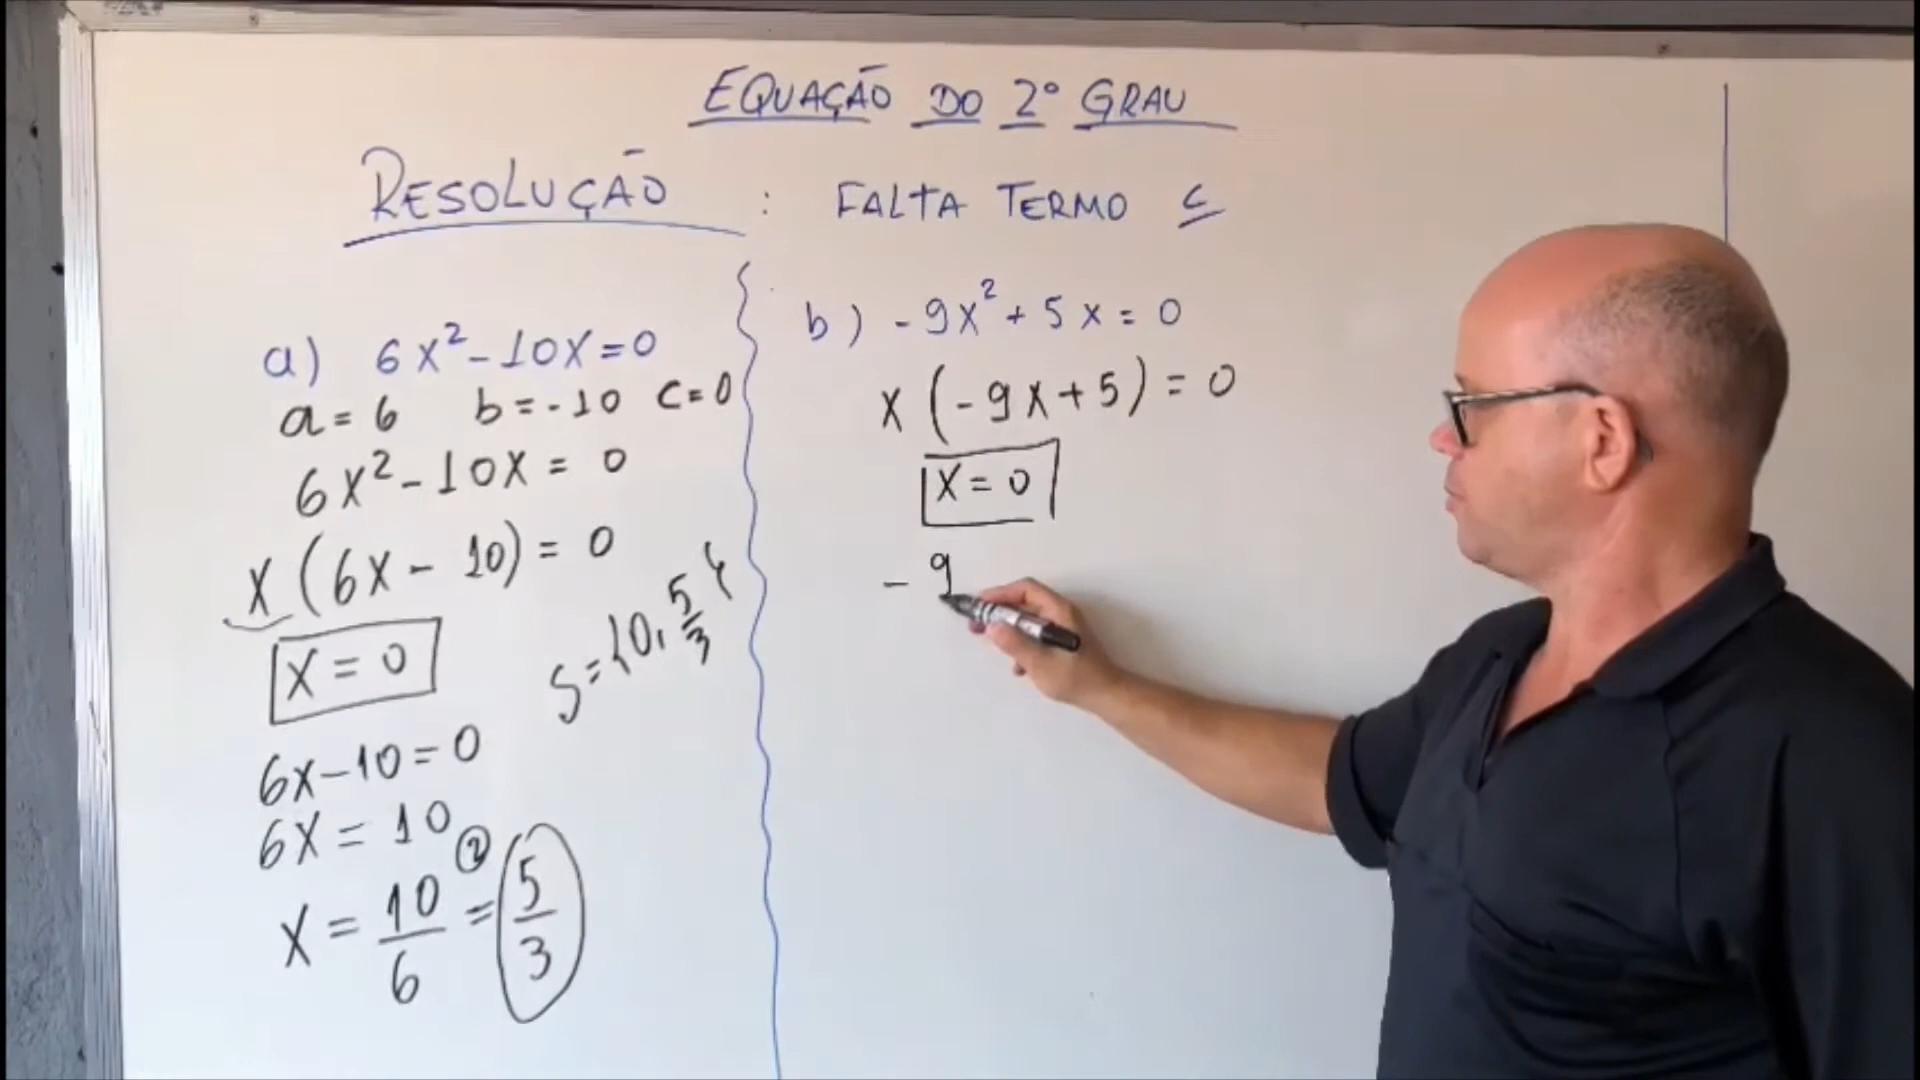 EQUAÇÃO DO 2º GRAU
RESOLUÇÃO : FALTA TERMO C
a) 6x² - 10x = 0
a = 6 b = -10 c = 0
6x² - 10x = 0
x (6x - 10) = 0
x = 0
S = {0, 5/3}
6x - 10 = 0
6x = 10
x = 10/6 = 5/3
②
b) -9x² + 5x = 0
x (-9x + 5) = 0
x = 0
-9